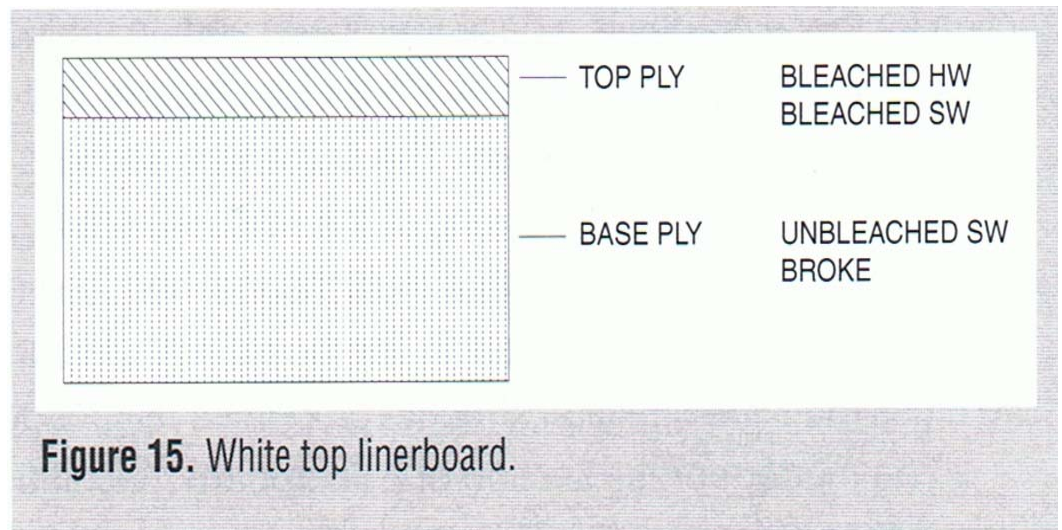 TOP PLY BLEACHED HW
BLEACHED SW
BASE PLY UNBLEACHED SW
BROKE
Figure 15. White top linerboard.